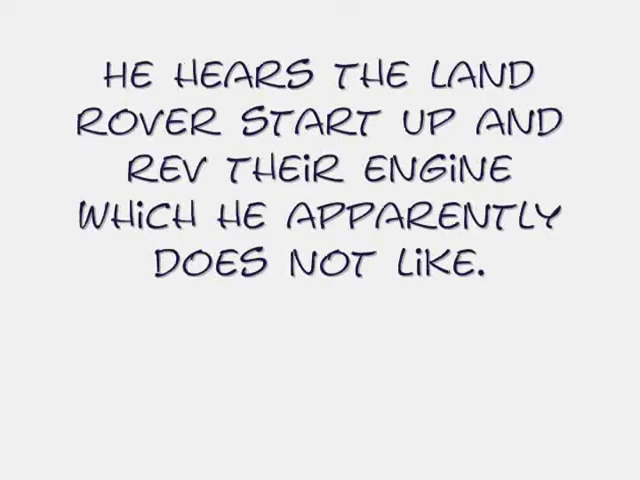 HE HEARS THE LAND
ROVER START UP AND
REV THEIR ENGINE
WHICH HE APPARENTLY
DOES NOT LIKE.